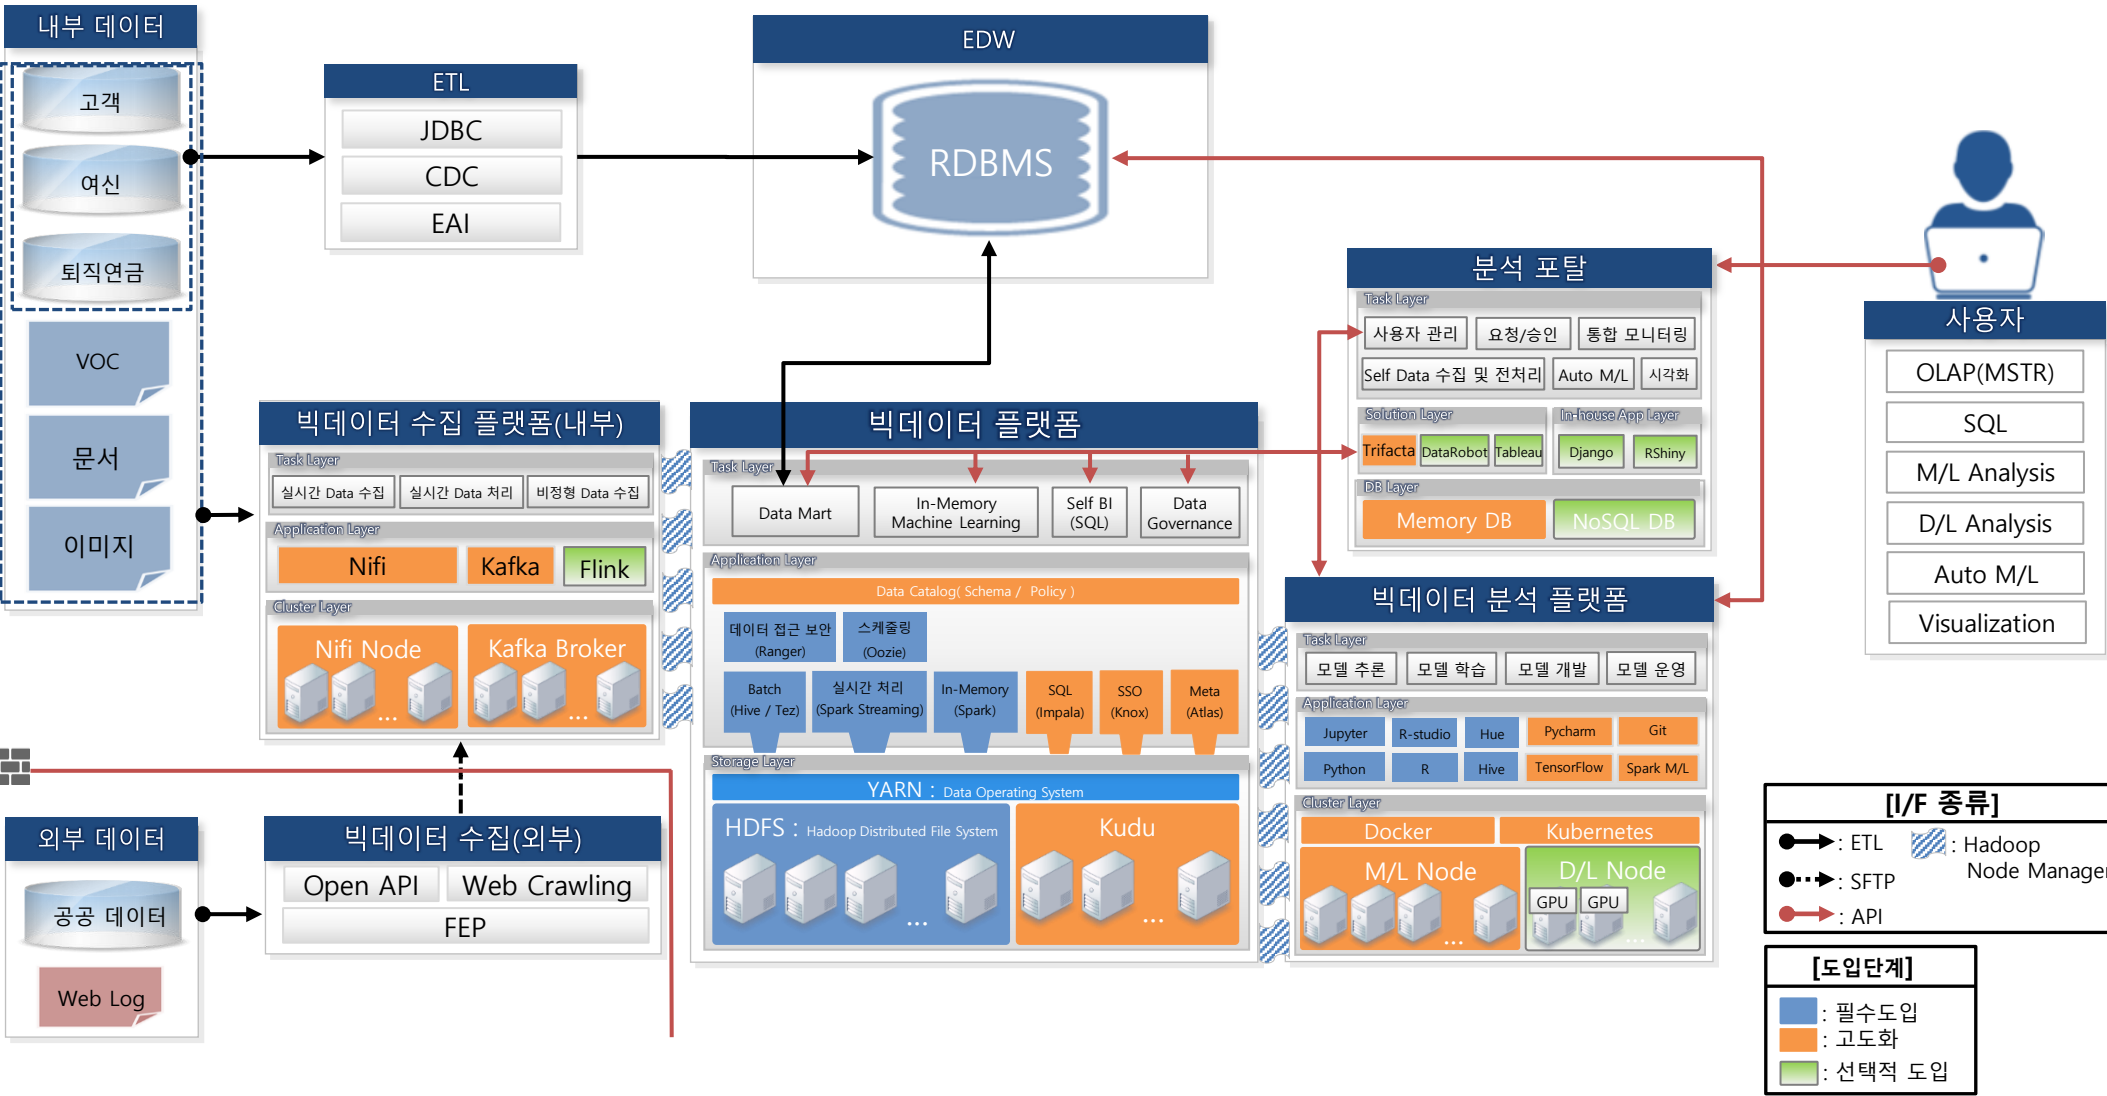 내부 데이터
고객
여신
퇴직연금
VOC
문서
이미지
ETL
JDBC
CDC
EAI
EDW
RDBMS
사용자
OLAP(MSTR)
SQL
M/L Analysis
D/L Analysis
Auto M/L
Visualization
분석 포탈
Task Layer
사용자 관리
요청/승인
통합 모니터링
Self Data 수집 및 전처리
Auto M/L
시각화
Solution Layer
Trifacta
DataRobot
Tableau
In-house App Layer
Django
RShiny
DB Layer
Memory DB
NoSQL DB
빅데이터 수집 플랫폼(내부)
Task Layer
실시간 Data 수집
실시간 Data 처리
비정형 Data 수집
Application Layer
Nifi
Kafka
Flink
Cluster Layer
Nifi Node
...
Kafka Broker
...
빅데이터 플랫폼
Task Layer
Data Mart
In-Memory
Machine Learning
Self BI
(SQL)
Data
Governance
Application Layer
Data Catalog( Schema / Policy )
데이터 접근 보안
(Ranger)
스케줄링
(Oozie)
Batch
(Hive / Tez)
실시간 처리
(Spark Streaming)
In-Memory
(Spark)
SQL
(Impala)
SSO
(Knox)
Meta
(Atlas)
Storage Layer
YARN : Data Operating System
HDFS : Hadoop Distributed File System
...
Kudu
...
빅데이터 분석 플랫폼
Task Layer
모델 추론
모델 학습
모델 개발
모델 운영
Application Layer
Jupyter
R-studio
Hue
Pycharm
Git
Python
R
Hive
TensorFlow
Spark M/L
Cluster Layer
Docker
Kubernetes
M/L Node
...
D/L Node
GPU
GPU
...
외부 데이터
공공 데이터
Web Log
빅데이터 수집(외부)
Open API
Web Crawling
FEP
[I/F 종류]
: ETL
: SFTP
: API
: Hadoop
Node Manager
[도입단계]
: 필수도입
: 고도화
: 선택적 도입